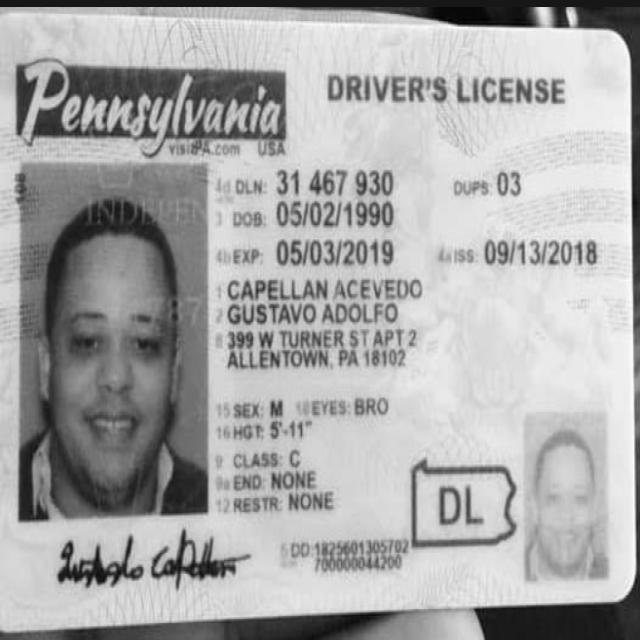 Pennsylvania
visitPA.com USA
DRIVER'S LICENSE
4d DLN: 31 467 930
DUPS: 03
3 DOB: 05/02/1990
4b EXP: 05/03/2019
4a ISS: 09/13/2018
1 CAPELLAN ACEVEDO
2 GUSTAVO ADOLFO
8 399 W TURNER ST APT 2
ALLENTOWN, PA 18102
15 SEX: M 18 EYES: BRO
16 HGT: 5'-11"
9 CLASS: C
9a END: NONE
12 RESTR: NONE
DL
5 DD: 1825601305702
700000044200